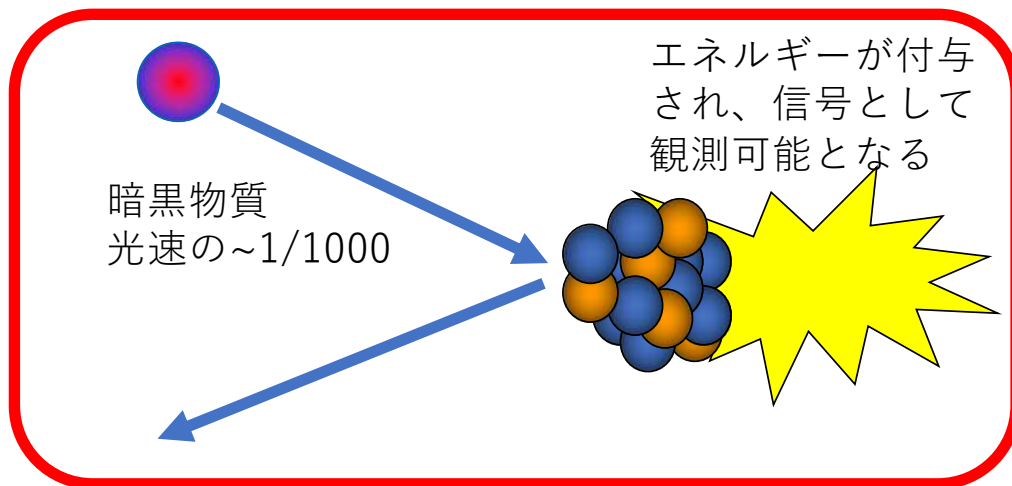 エネルギーが付与
され、信号として
観測可能となる
暗黒物質
光速の~1/1000